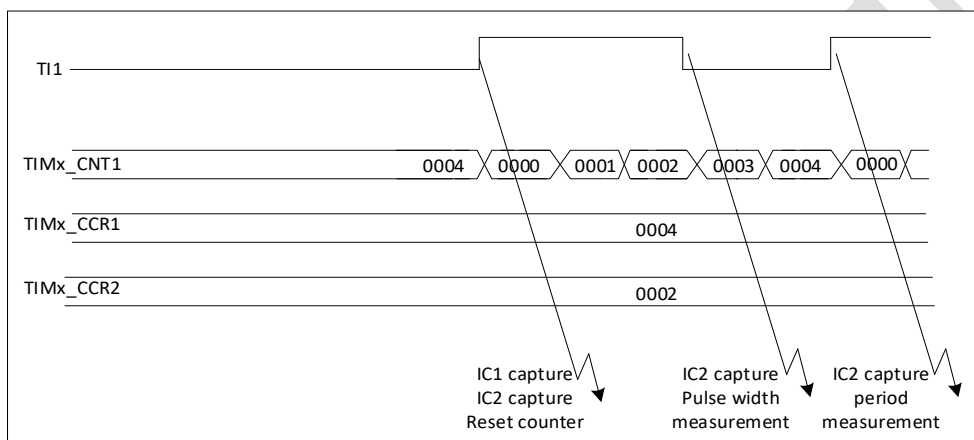 TI1
TIMx_CNT1
0004 0000 0001 0002 0003 0004 0000
TIMx_CCR1
0004
TIMx_CCR2
0002
IC1 capture
IC2 capture
Reset counter
IC2 capture
Pulse width
measurement
IC2 capture
period
measurement